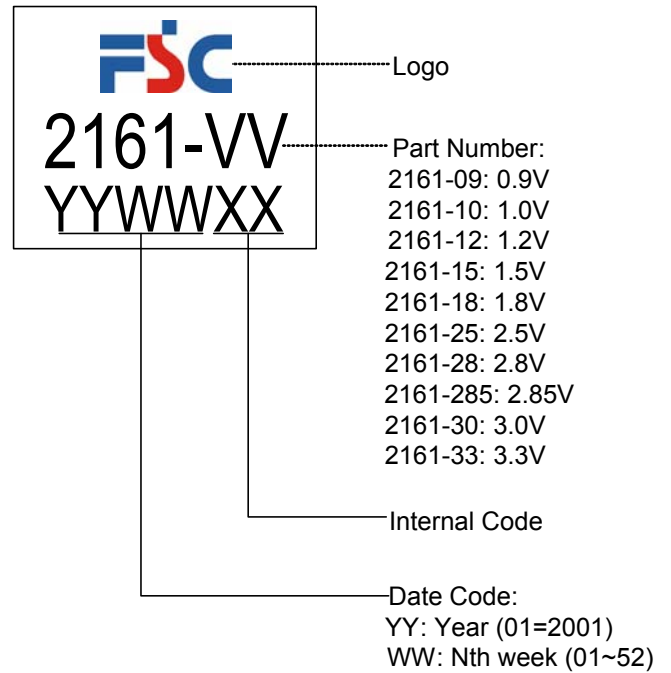 FSC
Logo
2161-VV
Part Number:
2161-09: 0.9V
2161-10: 1.0V
2161-12: 1.2V
2161-15: 1.5V
2161-18: 1.8V
2161-25: 2.5V
2161-28: 2.8V
2161-285: 2.85V
2161-30: 3.0V
2161-33: 3.3V
YYWWXX
Internal Code
Date Code:
YY: Year (01=2001)
WW: Nth week (01~52)